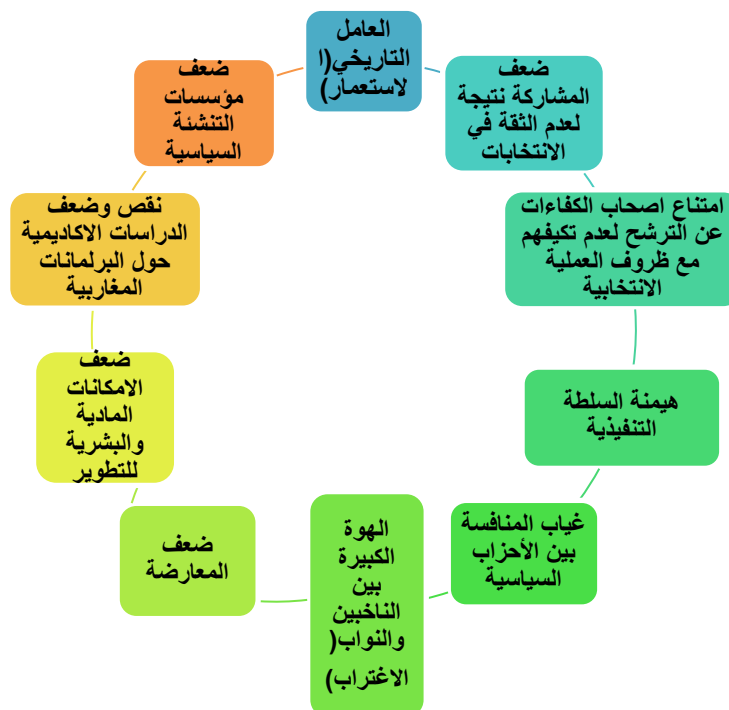 العامل
التاريخي(ا
لاستعمار)
ضعف
المشاركة نتيجة
لعدم الثقة في
الانتخابات
امتناع اصحاب الكفاءات
عن الترشح لعدم تكيفهم
مع ظروف العملية
الانتخابية
هيمنة السلطة
التنفيذية
غياب المنافسة
بين الأحزاب
السياسية
الهوة
الكبيرة
بين
الناخبين
والنواب(
الاغتراب)
ضعف
المعارضة
ضعف
الامكانات
المادية
والبشرية
للتطوير
نقص وضعف
الدراسات الاكاديمية
حول البرلمانات
المغاربية
ضعف
مؤسسات
التنشئة
السياسية